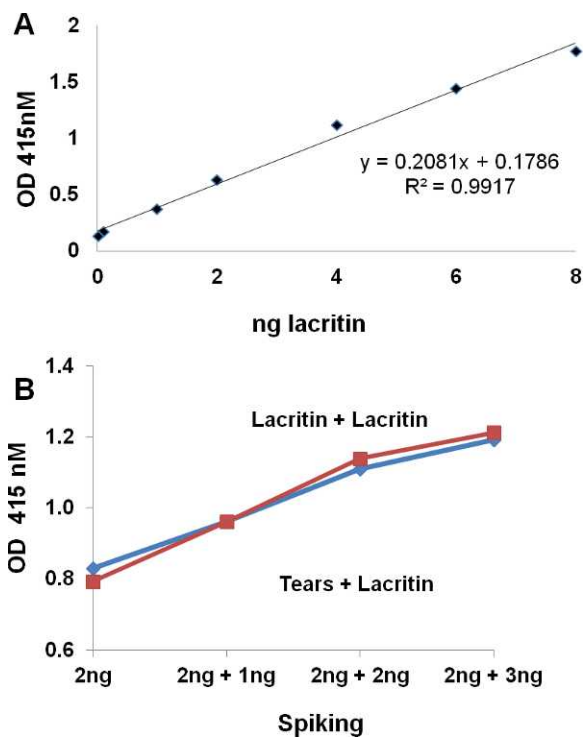 A
2
1.5
1
0.5
0
OD 415nM
y = 0.2081x + 0.1786
R² = 0.9917
0 2 4 6 8
ng lacritin
B
1.4
1.2
1.0
0.8
0.6
OD 415 nM
Lacritin + Lacritin
Tears + Lacritin
2ng 2ng + 1ng 2ng + 2ng 2ng + 3ng
Spiking